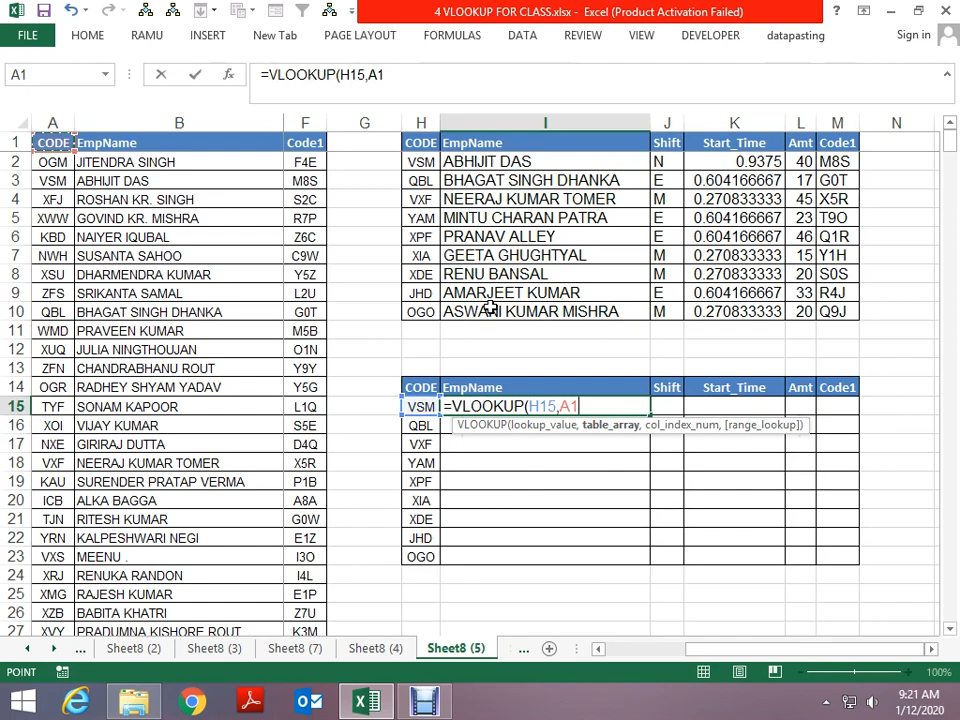 4 VLOOKUP FOR CLASS.xlsx - Excel (Product Activation Failed)
FILE HOME RAMU INSERT New Tab PAGE LAYOUT FORMULAS DATA REVIEW VIEW DEVELOPER datapasting Sign in
A1 fx =VLOOKUP(H15,A1
A B F G H I J K L M N
1 CODE EmpName Code1 CODE EmpName Shift Start_Time Amt Code1
2 OGM JITENDRA SINGH F4E VSM ABHIJIT DAS N 0.9375 40 M8S
3 VSM ABHIJIT DAS M8S QBL BHAGAT SINGH DHANKA E 0.604166667 17 G0T
4 XFJ ROSHAN KR. SINGH S2C VXF NEERAJ KUMAR TOMER M 0.270833333 45 X5R
5 XWW GOVIND KR. MISHRA R7P YAM MINTU CHARAN PATRA E 0.604166667 23 T9O
6 KBD NAIYER IQUBAL Z6C XPF PRANAV ALLEY E 0.604166667 46 Q1R
7 NWH SUSANTA SAHOO C9W XIA GEETA GHUGHTYAL M 0.270833333 15 Y1H
8 XSU DHARMENDRA KUMAR Y5Z XDE RENU BANSAL M 0.270833333 20 S0S
9 ZFS SRIKANTA SAMAL L2U JHD AMARJEET KUMAR E 0.604166667 33 R4J
10 QBL BHAGAT SINGH DHANKA G0T OGO ASWANI KUMAR MISHRA M 0.270833333 20 Q9J
11 WMD PRAVEEN KUMAR M5B
12 XUQ JULIA NINGTHOUJAN O1N
13 ZFN CHANDRABHANU ROUT Y9Y
14 OGR RADHEY SHYAM YADAV Y5G CODE EmpName Shift Start_Time Amt Code1
15 TYF SONAM KAPOOR L1Q VSM =VLOOKUP(H15,A1
16 XOI VIJAY KUMAR S5E QBL VLOOKUP(lookup_value, table_array, col_index_num, [range_lookup])
17 NXE GIRIRAJ DUTTA D4Q VXF
18 VXF NEERAJ KUMAR TOMER X5R YAM
19 KAU SURENDER PRATAP VERMA P1B XPF
20 ICB ALKA BAGGA A8A XIA
21 TJN RITESH KUMAR G0W XDE
22 YRN KALPESHWARI NEGI E1Z JHD
23 VXS MEENU . I3O OGO
24 XRJ RENUKA RANDON I4L
25 XMG RAJESH KUMAR E1P
26 XZB BABITA KHATRI Z7U
27 XVY PRADUMNA KISHORE ROUT K3M
... Sheet8 (2) Sheet8 (3) Sheet8 (7) Sheet8 (4) Sheet8 (5) ...
POINT 100%
9:21 AM
1/12/2020